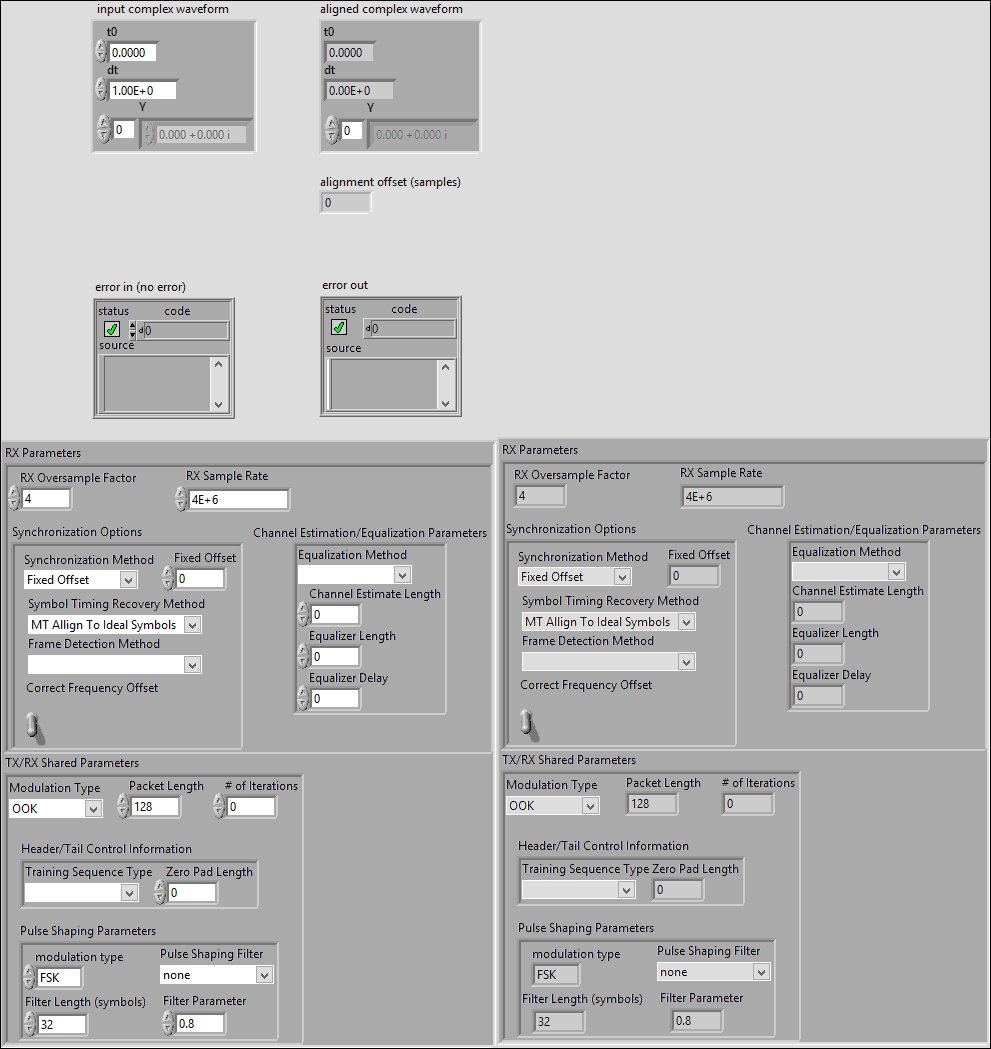 input complex waveform
t0
0.0000
dt
1.00E+0
Y
0
0.000 +0.000 i
aligned complex waveform
t0
0.0000
dt
0.00E+0
Y
0
0.000 +0.000 i
alignment offset (samples)
0
error in (no error)
status code
d0
source
error out
status code
d0
source
RX Parameters
RX Oversample Factor
4
RX Sample Rate
4E+6
Synchronization Options
Synchronization Method
Fixed Offset
Fixed Offset
0
Symbol Timing Recovery Method
MT Allign To Ideal Symbols
Frame Detection Method
Correct Frequency Offset
Channel Estimation/Equalization Parameters
Equalization Method
Channel Estimate Length
0
Equalizer Length
0
Equalizer Delay
0
TX/RX Shared Parameters
Modulation Type
OOK
Packet Length
128
# of Iterations
0
Header/Tail Control Information
Training Sequence Type
Zero Pad Length
0
Pulse Shaping Parameters
modulation type
FSK
Pulse Shaping Filter
none
Filter Length (symbols)
32
Filter Parameter
0.8
RX Parameters
RX Oversample Factor
4
RX Sample Rate
4E+6
Synchronization Options
Synchronization Method
Fixed Offset
Fixed Offset
0
Symbol Timing Recovery Method
MT Allign To Ideal Symbols
Frame Detection Method
Correct Frequency Offset
Channel Estimation/Equalization Parameters
Equalization Method
Channel Estimate Length
0
Equalizer Length
0
Equalizer Delay
0
TX/RX Shared Parameters
Modulation Type
OOK
Packet Length
128
# of Iterations
0
Header/Tail Control Information
Training Sequence Type
Zero Pad Length
0
Pulse Shaping Parameters
modulation type
FSK
Pulse Shaping Filter
none
Filter Length (symbols)
32
Filter Parameter
0.8